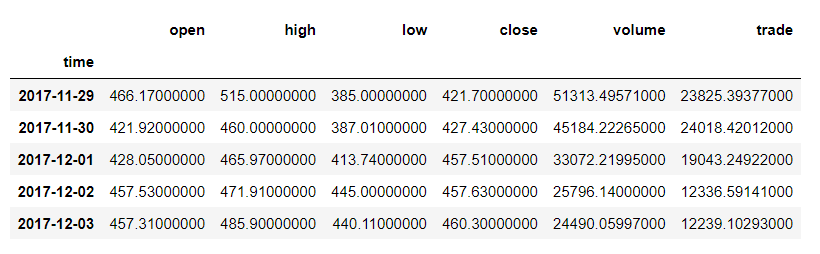 open high low close volume trade
time
2017-11-29 466.17000000 515.00000000 385.00000000 421.70000000 51313.49571000 23825.39377000
2017-11-30 421.92000000 460.00000000 387.01000000 427.43000000 45184.22265000 24018.42012000
2017-12-01 428.05000000 465.97000000 413.74000000 457.51000000 33072.21995000 19043.24922000
2017-12-02 457.53000000 471.91000000 445.00000000 457.63000000 25796.14000000 12336.59141000
2017-12-03 457.31000000 485.90000000 440.11000000 460.30000000 24490.05997000 12239.10293000